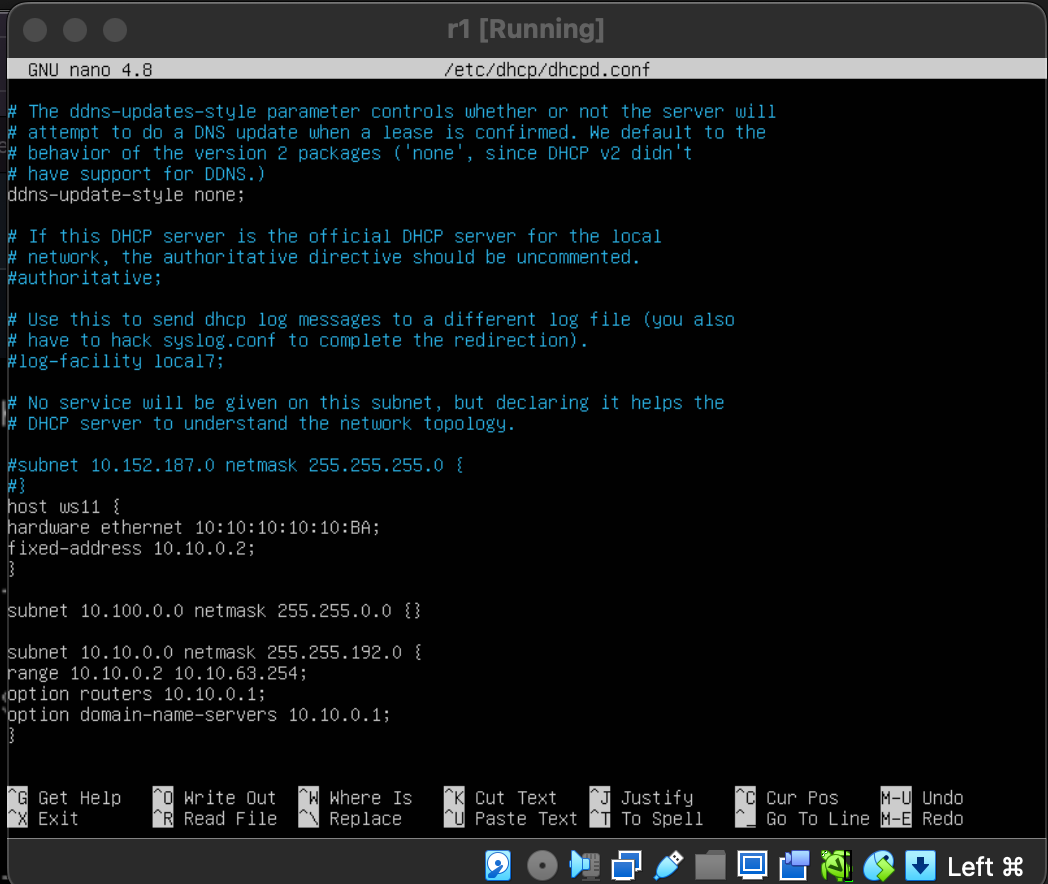 r1 [Running]
GNU nano 4.8 /etc/dhcp/dhcpd.conf
# The ddns-updates-style parameter controls whether or not the server will
# attempt to do a DNS update when a lease is confirmed. We default to the
# behavior of the version 2 packages ('none', since DHCP v2 didn't
# have support for DDNS.)
ddns-update-style none;
# If this DHCP server is the official DHCP server for the local
# network, the authoritative directive should be uncommented.
#authoritative;
# Use this to send dhcp log messages to a different log file (you also
# have to hack syslog.conf to complete the redirection).
#log-facility local7;
# No service will be given on this subnet, but declaring it helps the
# DHCP server to understand the network topology.
#subnet 10.152.187.0 netmask 255.255.255.0 {
#}
host ws11 {
hardware ethernet 10:10:10:10:10:BA;
fixed-address 10.10.0.2;
}
subnet 10.100.0.0 netmask 255.255.0.0 {}
subnet 10.10.0.0 netmask 255.255.192.0 {
range 10.10.0.2 10.10.63.254;
option routers 10.10.0.1;
option domain-name-servers 10.10.0.1;
}
^G Get Help ^O Write Out ^W Where Is ^K Cut Text ^J Justify ^C Cur Pos M-U Undo
^X Exit ^R Read File ^\ Replace ^U Paste Text ^T To Spell ^_ Go To Line M-E Redo
Left ⌘